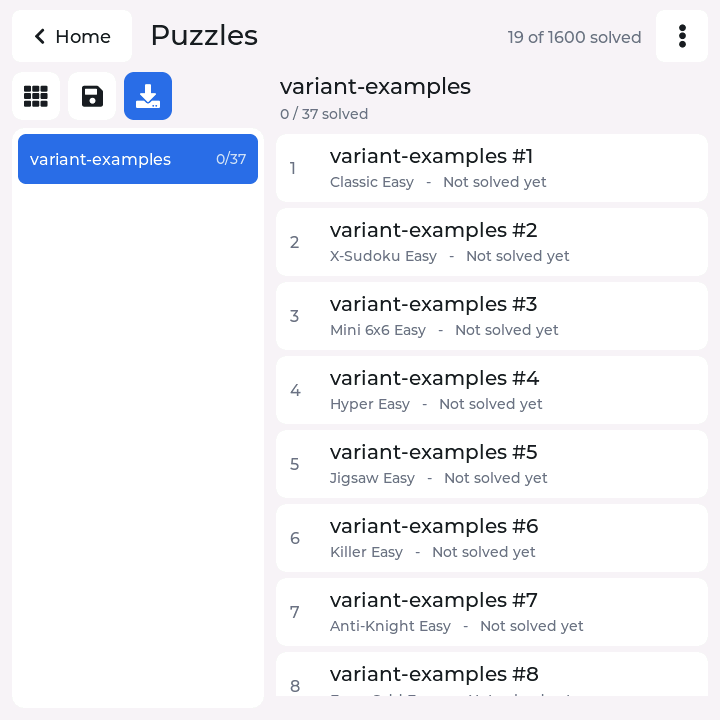 Home
Puzzles
19 of 1600 solved
variant-examples
0 / 37 solved
variant-examples 0/37
1
variant-examples #1
Classic Easy - Not solved yet
2
variant-examples #2
X-Sudoku Easy - Not solved yet
3
variant-examples #3
Mini 6x6 Easy - Not solved yet
4
variant-examples #4
Hyper Easy - Not solved yet
5
variant-examples #5
Jigsaw Easy - Not solved yet
6
variant-examples #6
Killer Easy - Not solved yet
7
variant-examples #7
Anti-Knight Easy - Not solved yet
8
variant-examples #8